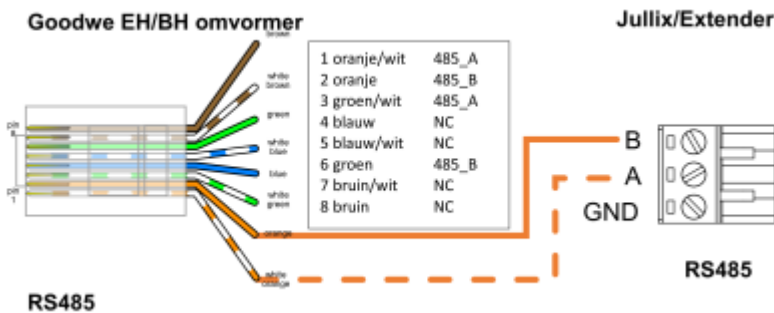 Goodwe EH/BH omvormer
Jullix/Extender
brown
white
brown
green
white
blue
blue
white
green
orange
white
orange
pin
8
pin
1
1 oranje/wit 485_A
2 oranje 485_B
3 groen/wit 485_A
4 blauw NC
5 blauw/wit NC
6 groen 485_B
7 bruin/wit NC
8 bruin NC
B
A
GND
RS485
RS485